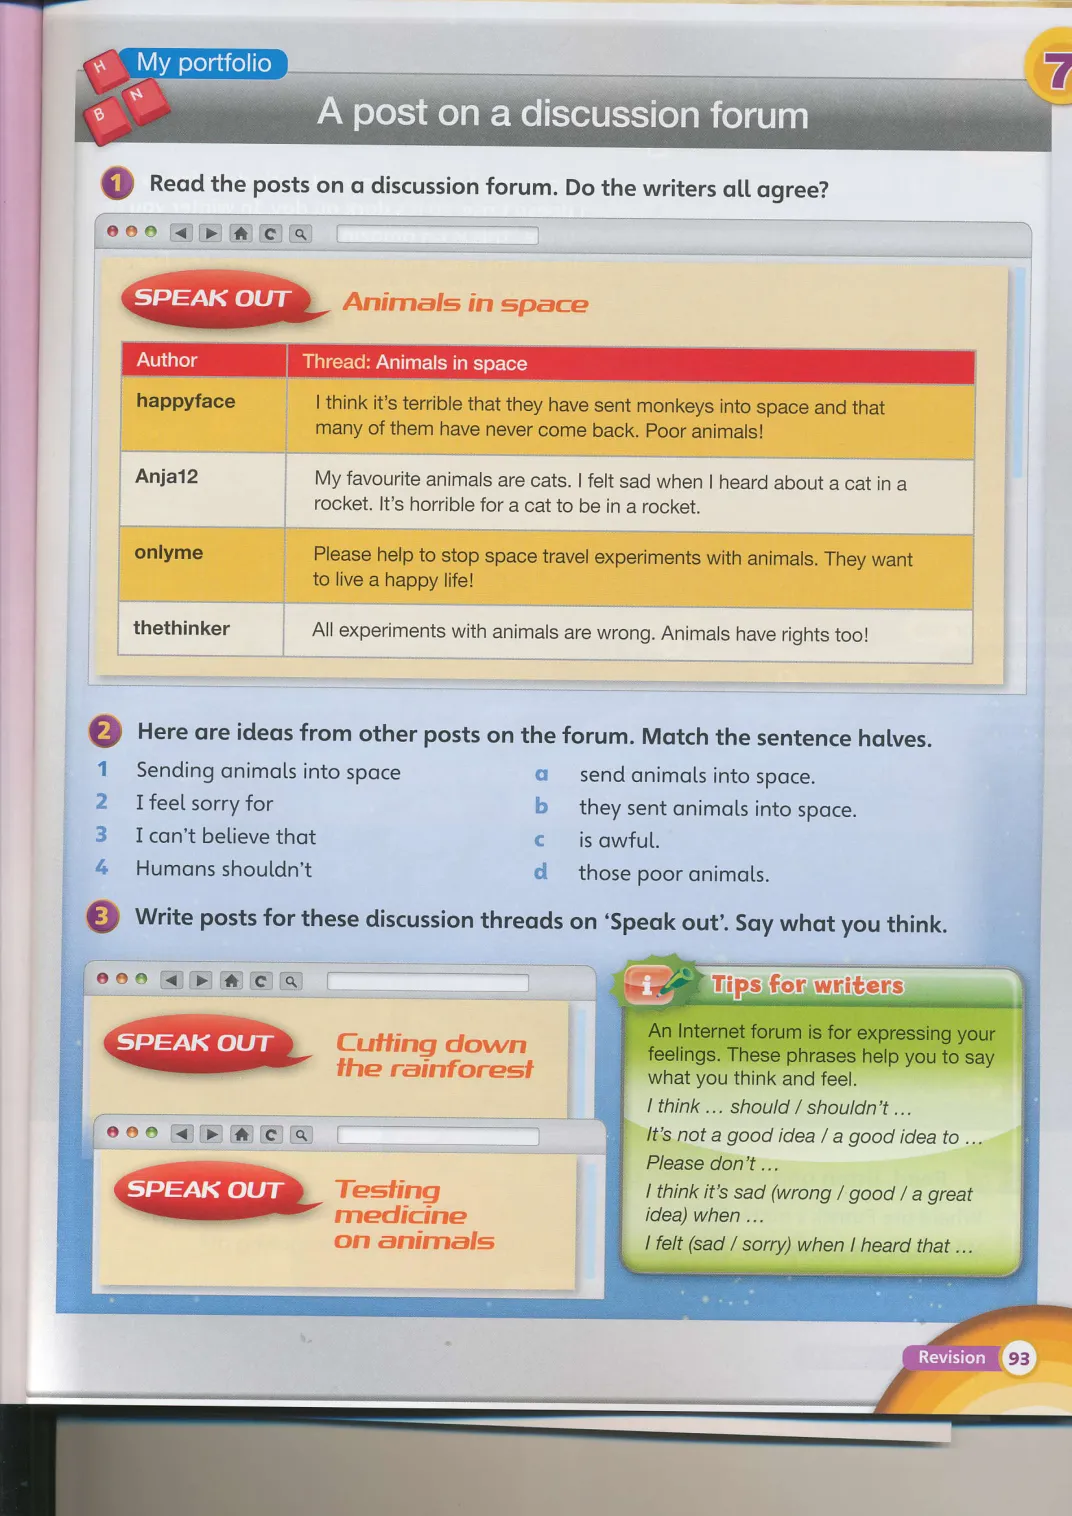 H
N
B
My portfolio
7
A post on a discussion forum
1 Read the posts on a discussion forum. Do the writers all agree?
SPEAK OUT Animals in space
Author Thread: Animals in space
happyface I think it's terrible that they have sent monkeys into space and that
many of them have never come back. Poor animals!
Anja12 My favourite animals are cats. I felt sad when I heard about a cat in a
rocket. It's horrible for a cat to be in a rocket.
onlyme Please help to stop space travel experiments with animals. They want
to live a happy life!
thethinker All experiments with animals are wrong. Animals have rights too!
2 Here are ideas from other posts on the forum. Match the sentence halves.
1 Sending animals into space a send animals into space.
2 I feel sorry for b they sent animals into space.
3 I can't believe that c is awful.
4 Humans shouldn't d those poor animals.
3 Write posts for these discussion threads on 'Speak out'. Say what you think.
SPEAK OUT Cutting down
the rainforest
SPEAK OUT Testing
medicine
on animals
i Tips for writers
An Internet forum is for expressing your
feelings. These phrases help you to say
what you think and feel.
I think ... should / shouldn't ...
It's not a good idea / a good idea to ...
Please don't ...
I think it's sad (wrong / good / a great
idea) when ...
I felt (sad / sorry) when I heard that ...
Revision 93